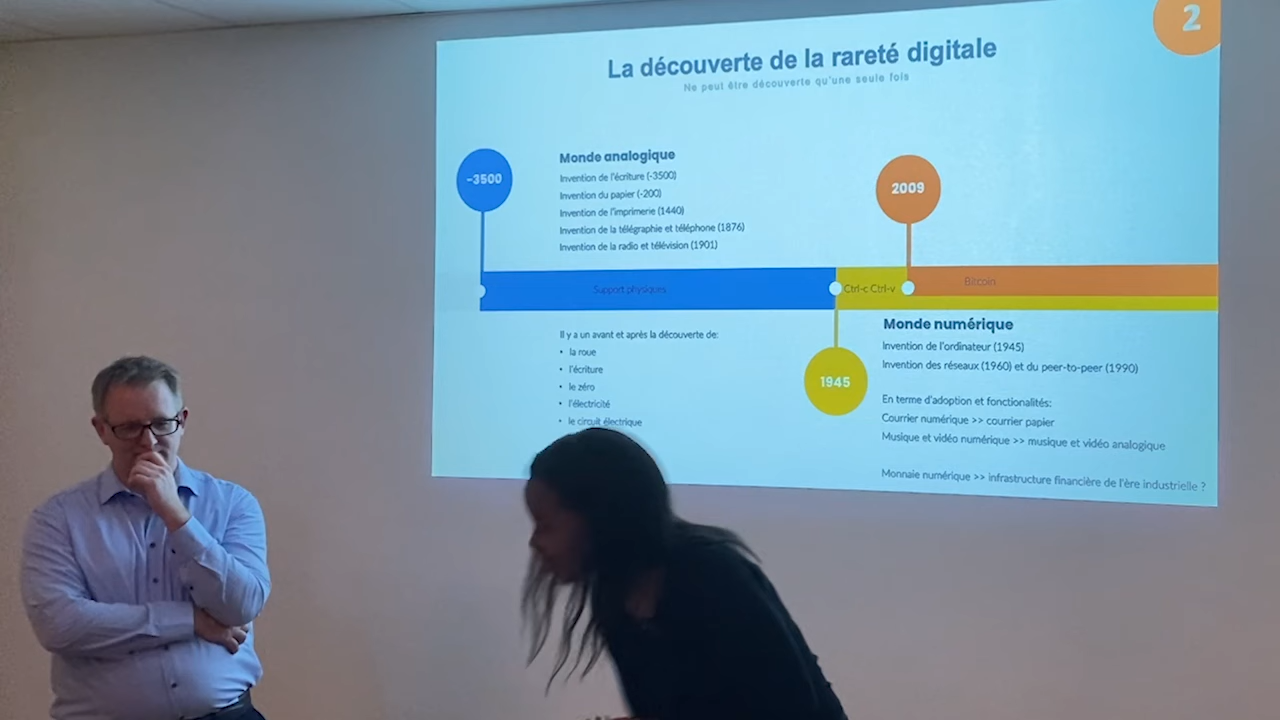 2
La découverte de la rareté digitale
Ne peut être découverte qu'une seule fois
-3500
Monde analogique
Invention de l'écriture (-3500)
Invention du papier (-200)
Invention de l'imprimerie (1440)
Invention de la télégraphie et téléphone (1876)
Invention de la radio et télévision (1901)
2009
Support physiques
Ctrl-c Ctrl-v
Bitcoin
Il y a un avant et après la découverte de:
• la roue
• l'écriture
• le zéro
• l'électricité
• le circuit électrique
1945
Monde numérique
Invention de l'ordinateur (1945)
Invention des réseaux (1960) et du peer-to-peer (1990)
En terme d'adoption et fonctionalités:
Courrier numérique >> courrier papier
Musique et vidéo numérique >> musique et vidéo analogique
Monnaie numérique >> infrastructure financière de l'ère industrielle ?